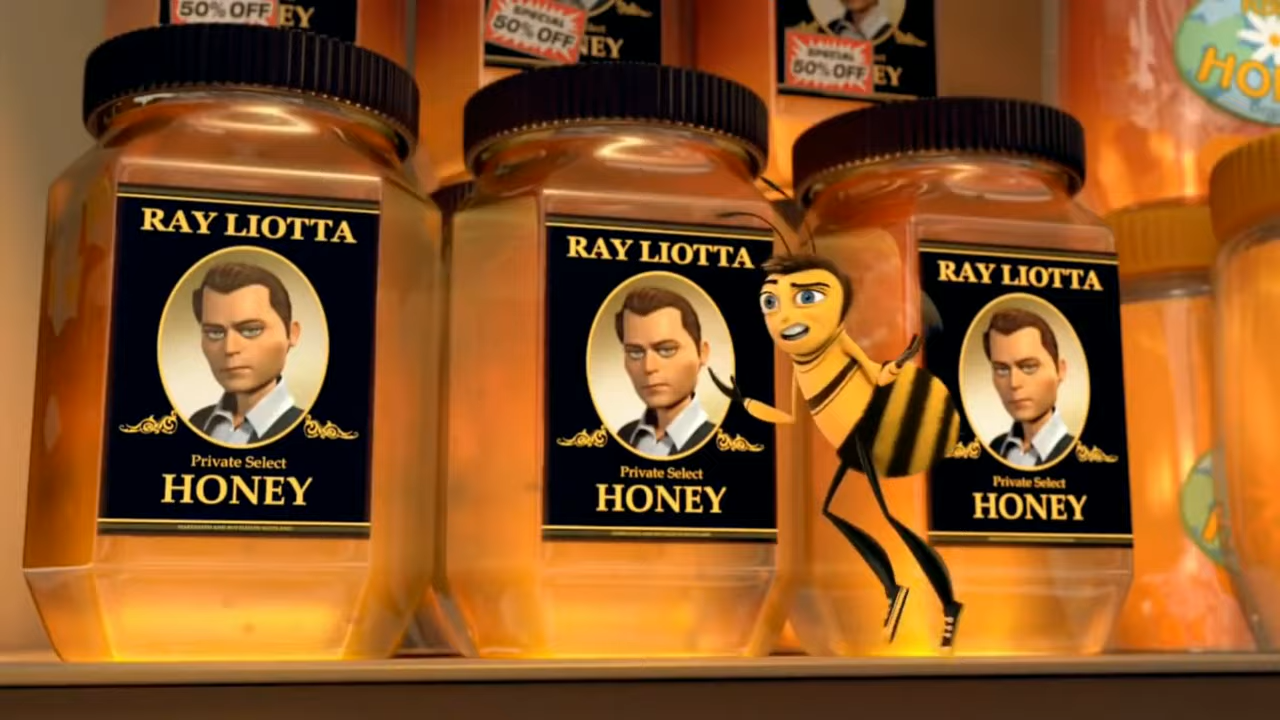 50% OFF
EY
SPECIAL
50% OFF
NEY
SPECIAL
50% OFF
EY
HO
RAY LIOTTA
Private Select
HONEY
RAY LIOTTA
Private Select
HONEY
RAY LIOTTA
Private Select
HONEY